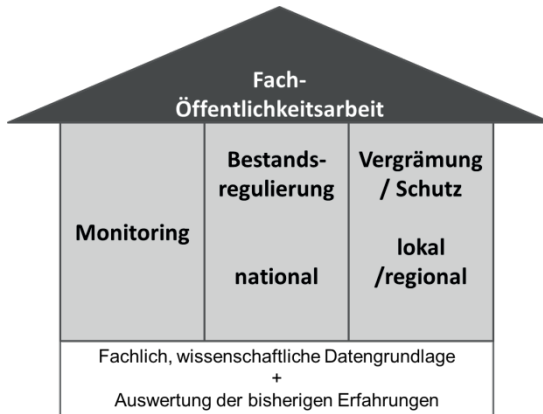 Fach-
Öffentlichkeitsarbeit
Monitoring
Bestands-
regulierung
national
Vergrämung
/ Schutz
lokal
/regional
Fachlich, wissenschaftliche Datengrundlage
+
Auswertung der bisherigen Erfahrungen